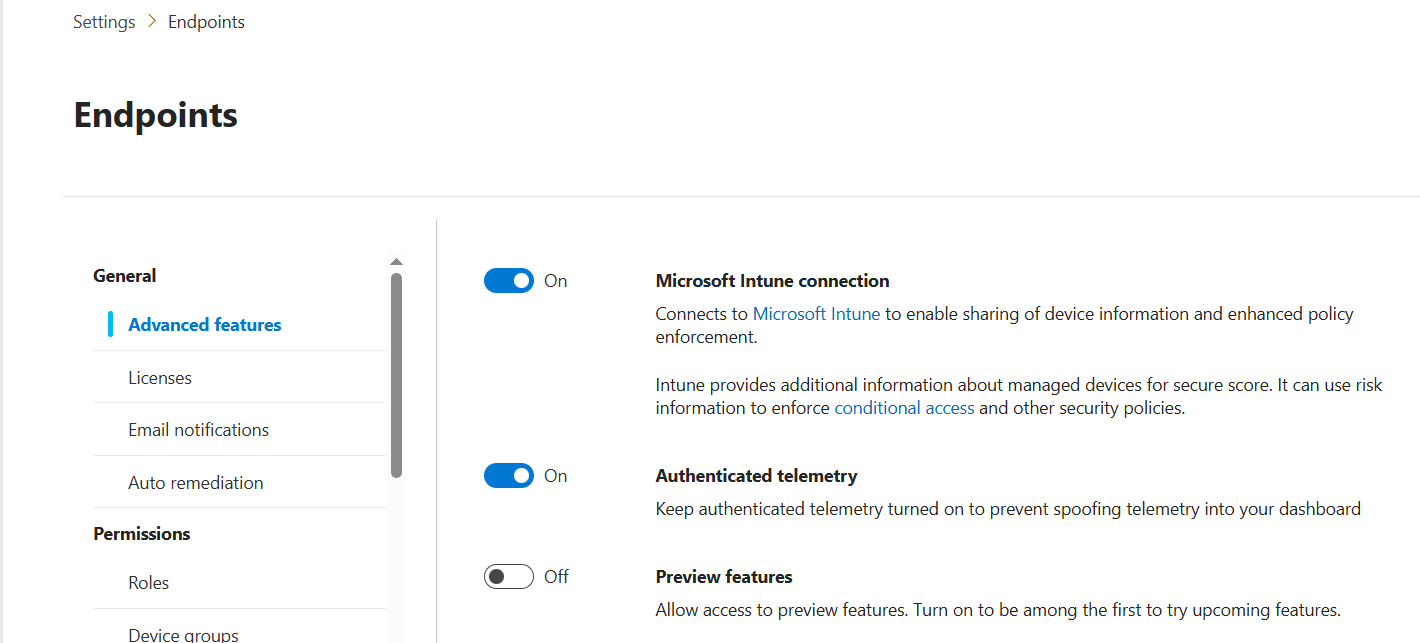 Settings > Endpoints
Endpoints
General
Advanced features
Licenses
Email notifications
Auto remediation
Permissions
Roles
Device groups
On
Microsoft Intune connection
Connects to Microsoft Intune to enable sharing of device information and enhanced policy
enforcement.
Intune provides additional information about managed devices for secure score. It can use risk
information to enforce conditional access and other security policies.
On
Authenticated telemetry
Keep authenticated telemetry turned on to prevent spoofing telemetry into your dashboard
Off
Preview features
Allow access to preview features. Turn on to be among the first to try upcoming features.